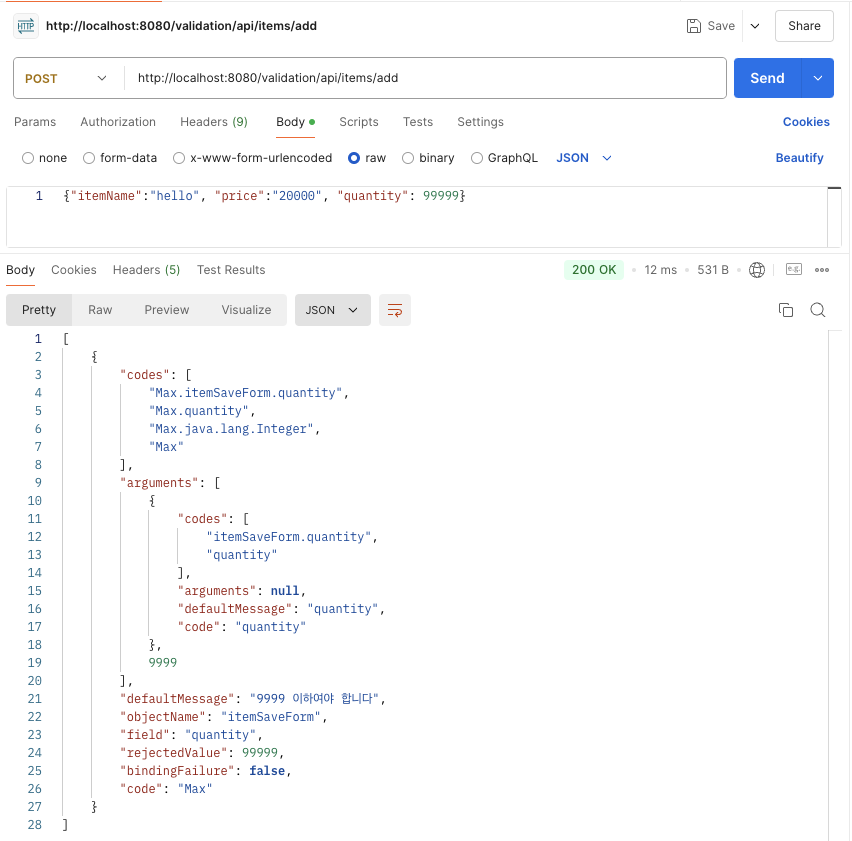 HTTP http://localhost:8080/validation/api/items/add Save Share
POST http://localhost:8080/validation/api/items/add Send
Params Authorization Headers (9) Body Scripts Tests Settings Cookies
none form-data x-www-form-urlencoded raw binary GraphQL JSON Beautify
1 {"itemName":"hello", "price":"20000", "quantity": 99999}
Body Cookies Headers (5) Test Results 200 OK 12 ms 531 B e.g.
Pretty Raw Preview Visualize JSON
1 [
2 {
3 "codes": [
4 "Max.itemSaveForm.quantity",
5 "Max.quantity",
6 "Max.java.lang.Integer",
7 "Max"
8 ],
9 "arguments": [
10 {
11 "codes": [
12 "itemSaveForm.quantity",
13 "quantity"
14 ],
15 "arguments": null,
16 "defaultMessage": "quantity",
17 "code": "quantity"
18 },
19 9999
20 ],
21 "defaultMessage": "9999 이하여야 합니다",
22 "objectName": "itemSaveForm",
23 "field": "quantity",
24 "rejectedValue": 99999,
25 "bindingFailure": false,
26 "code": "Max"
27 }
28 ]